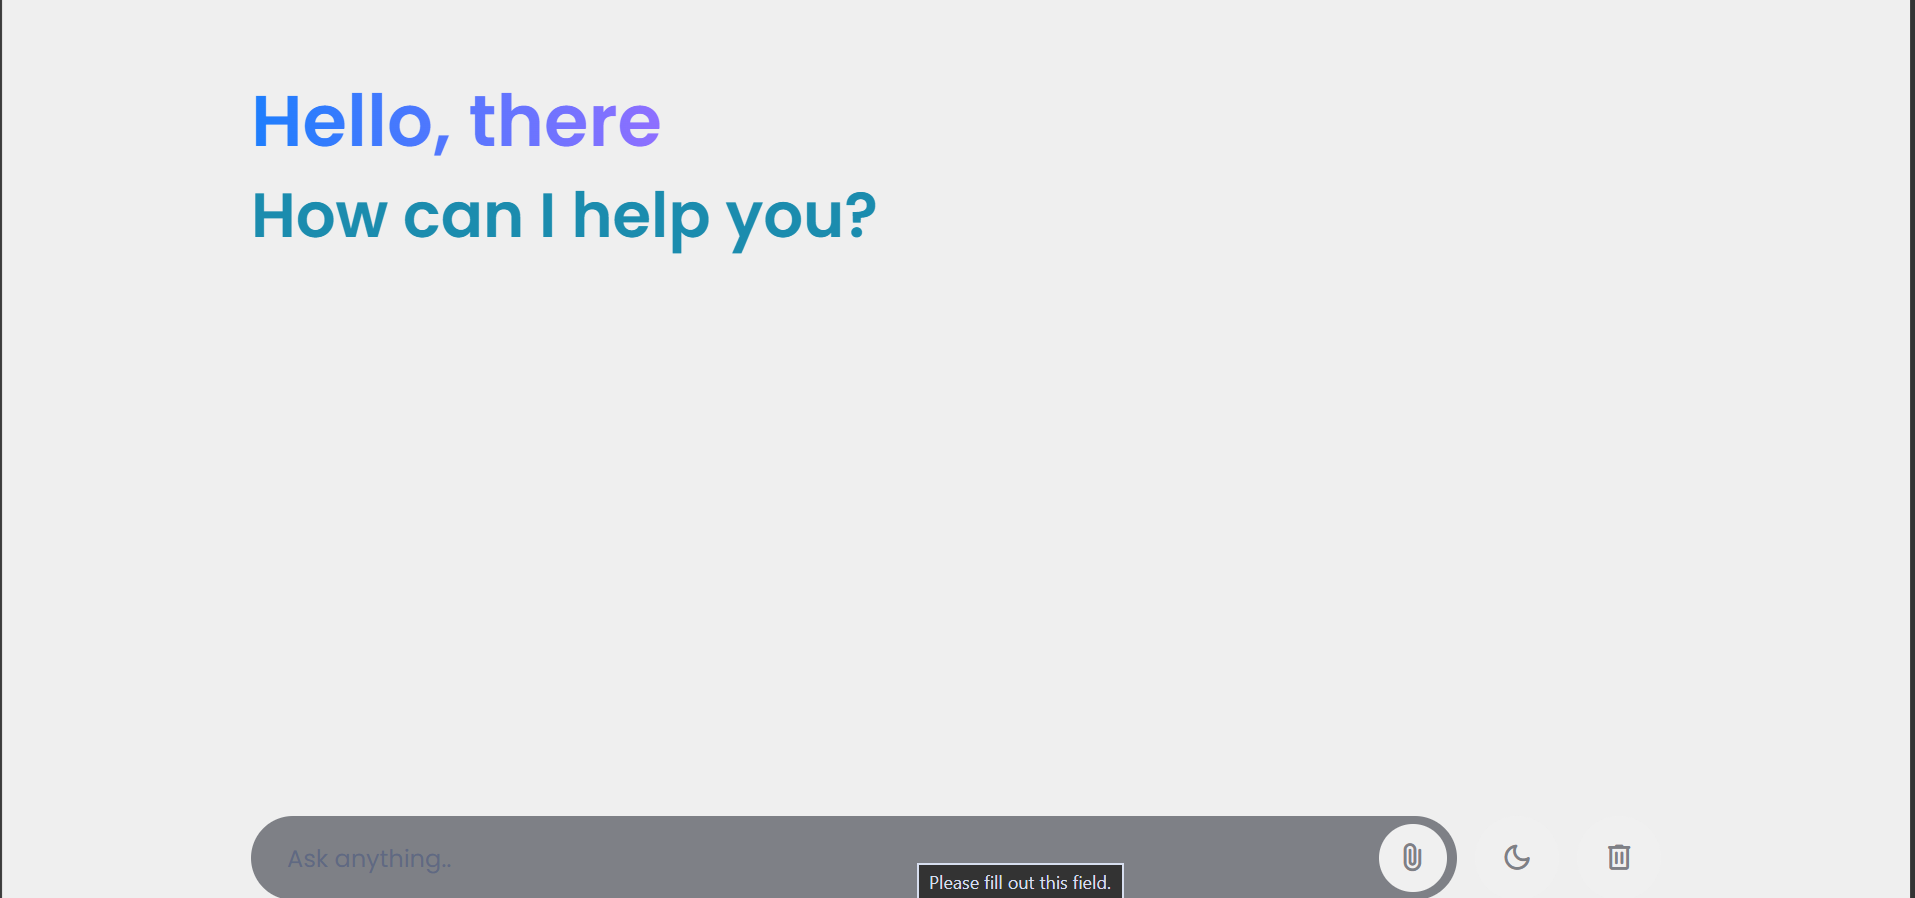 Hello, there
How can I help you?
Ask anything..
Please fill out this field.